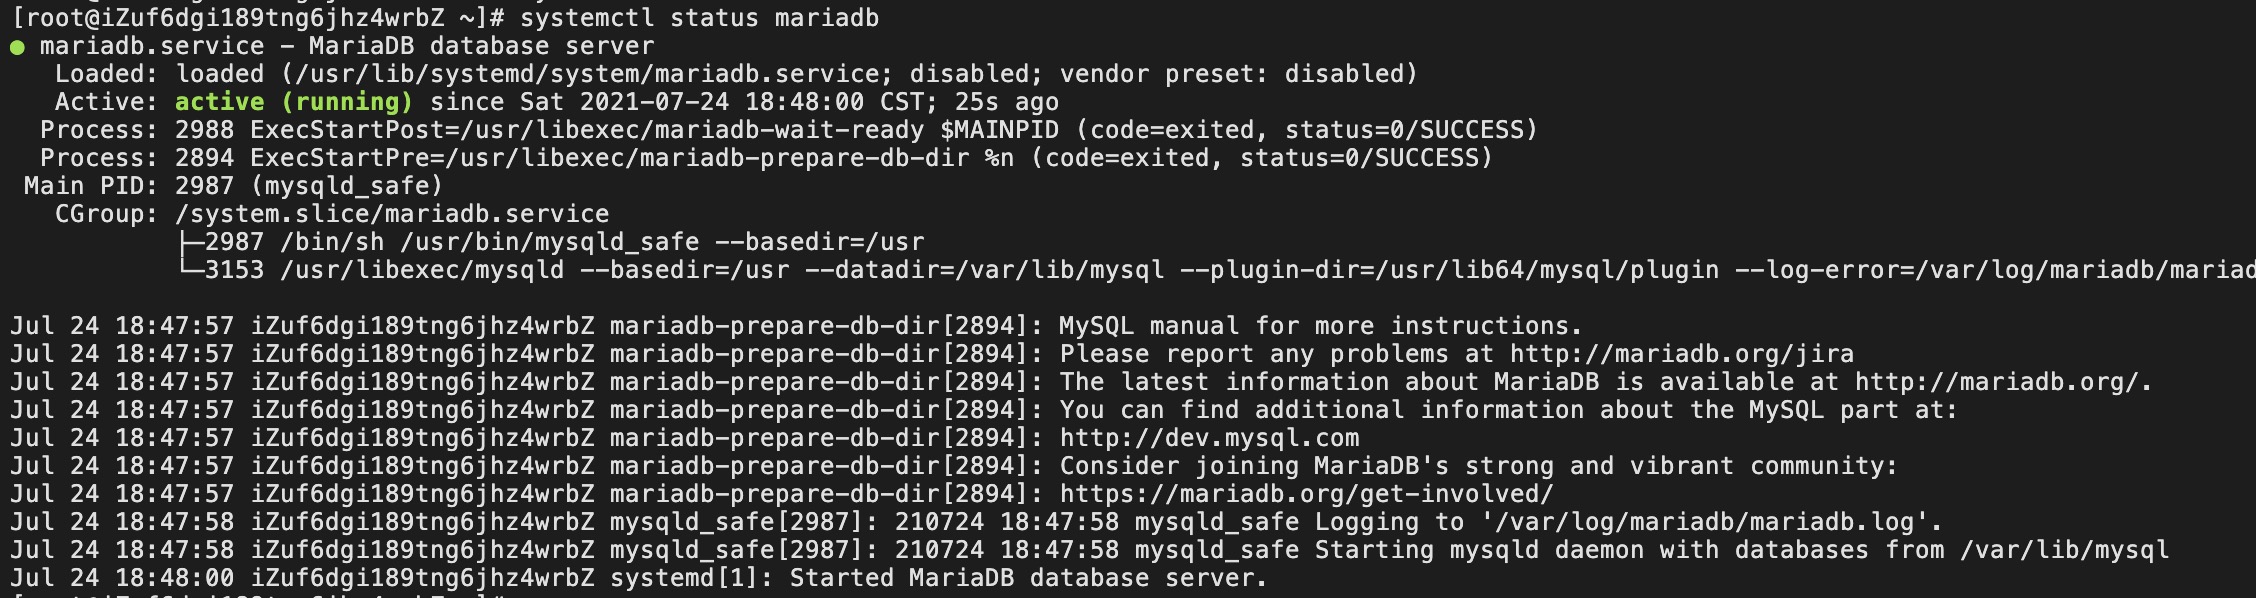 [root@iZuf6dgi189tng6jhz4wrbZ ~]# systemctl status mariadb
● mariadb.service - MariaDB database server
Loaded: loaded (/usr/lib/systemd/system/mariadb.service; disabled; vendor preset: disabled)
Active: active (running) since Sat 2021-07-24 18:48:00 CST; 25s ago
Process: 2988 ExecStartPost=/usr/libexec/mariadb-wait-ready $MAINPID (code=exited, status=0/SUCCESS)
Process: 2894 ExecStartPre=/usr/libexec/mariadb-prepare-db-dir %n (code=exited, status=0/SUCCESS)
Main PID: 2987 (mysqld_safe)
CGroup: /system.slice/mariadb.service
├─2987 /bin/sh /usr/bin/mysqld_safe --basedir=/usr
└─3153 /usr/libexec/mysqld --basedir=/usr --datadir=/var/lib/mysql --plugin-dir=/usr/lib64/mysql/plugin --log-error=/var/log/mariadb/mariad
Jul 24 18:47:57 iZuf6dgi189tng6jhz4wrbZ mariadb-prepare-db-dir[2894]: MySQL manual for more instructions.
Jul 24 18:47:57 iZuf6dgi189tng6jhz4wrbZ mariadb-prepare-db-dir[2894]: Please report any problems at http://mariadb.org/jira
Jul 24 18:47:57 iZuf6dgi189tng6jhz4wrbZ mariadb-prepare-db-dir[2894]: The latest information about MariaDB is available at http://mariadb.org/.
Jul 24 18:47:57 iZuf6dgi189tng6jhz4wrbZ mariadb-prepare-db-dir[2894]: You can find additional information about the MySQL part at:
Jul 24 18:47:57 iZuf6dgi189tng6jhz4wrbZ mariadb-prepare-db-dir[2894]: http://dev.mysql.com
Jul 24 18:47:57 iZuf6dgi189tng6jhz4wrbZ mariadb-prepare-db-dir[2894]: Consider joining MariaDB's strong and vibrant community:
Jul 24 18:47:57 iZuf6dgi189tng6jhz4wrbZ mariadb-prepare-db-dir[2894]: https://mariadb.org/get-involved/
Jul 24 18:47:58 iZuf6dgi189tng6jhz4wrbZ mysqld_safe[2987]: 210724 18:47:58 mysqld_safe Logging to '/var/log/mariadb/mariadb.log'.
Jul 24 18:47:58 iZuf6dgi189tng6jhz4wrbZ mysqld_safe[2987]: 210724 18:47:58 mysqld_safe Starting mysqld daemon with databases from /var/lib/mysql
Jul 24 18:48:00 iZuf6dgi189tng6jhz4wrbZ systemd[1]: Started MariaDB database server.